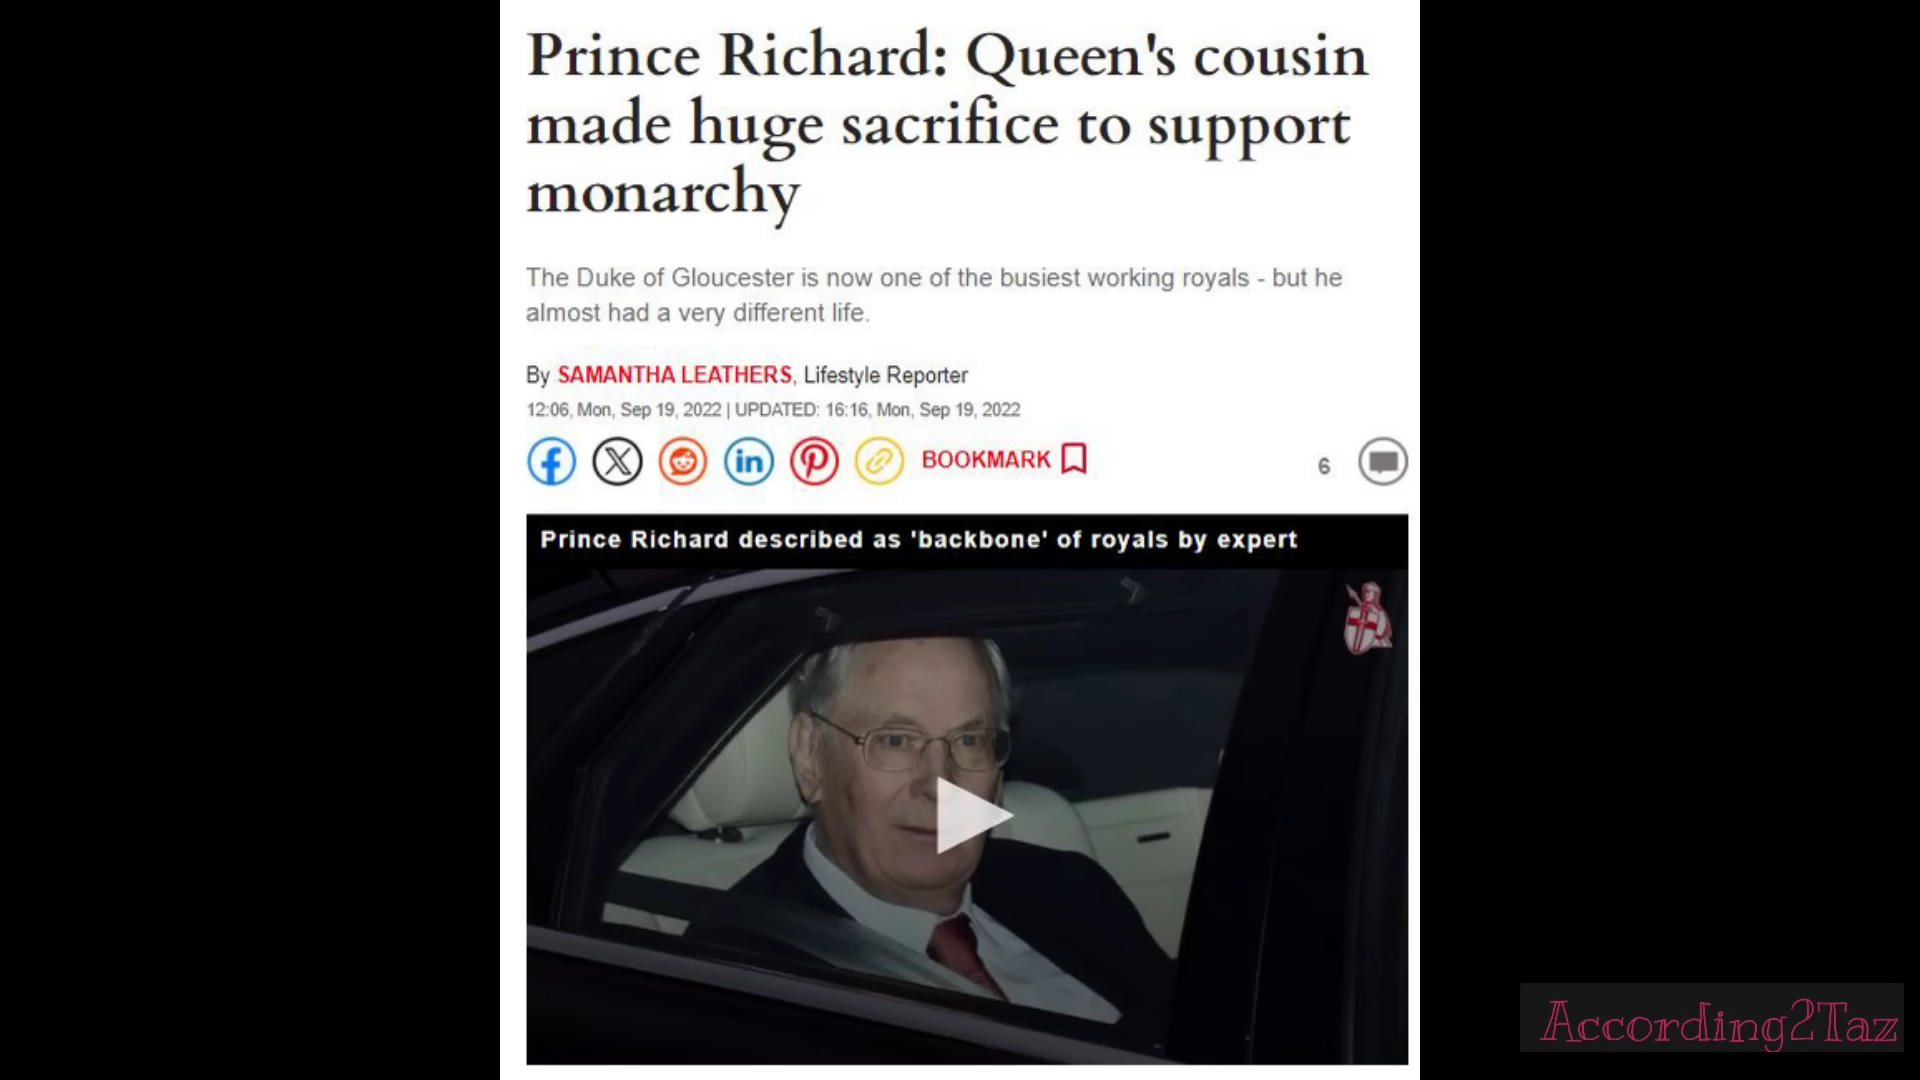 Prince Richard: Queen's cousin
made huge sacrifice to support
monarchy
The Duke of Gloucester is now one of the busiest working royals - but he
almost had a very different life.
By SAMANTHA LEATHERS, Lifestyle Reporter
12:06, Mon, Sep 19, 2022 | UPDATED: 16:16, Mon, Sep 19, 2022
BOOKMARK
6
Prince Richard described as 'backbone' of royals by expert
According2Taz